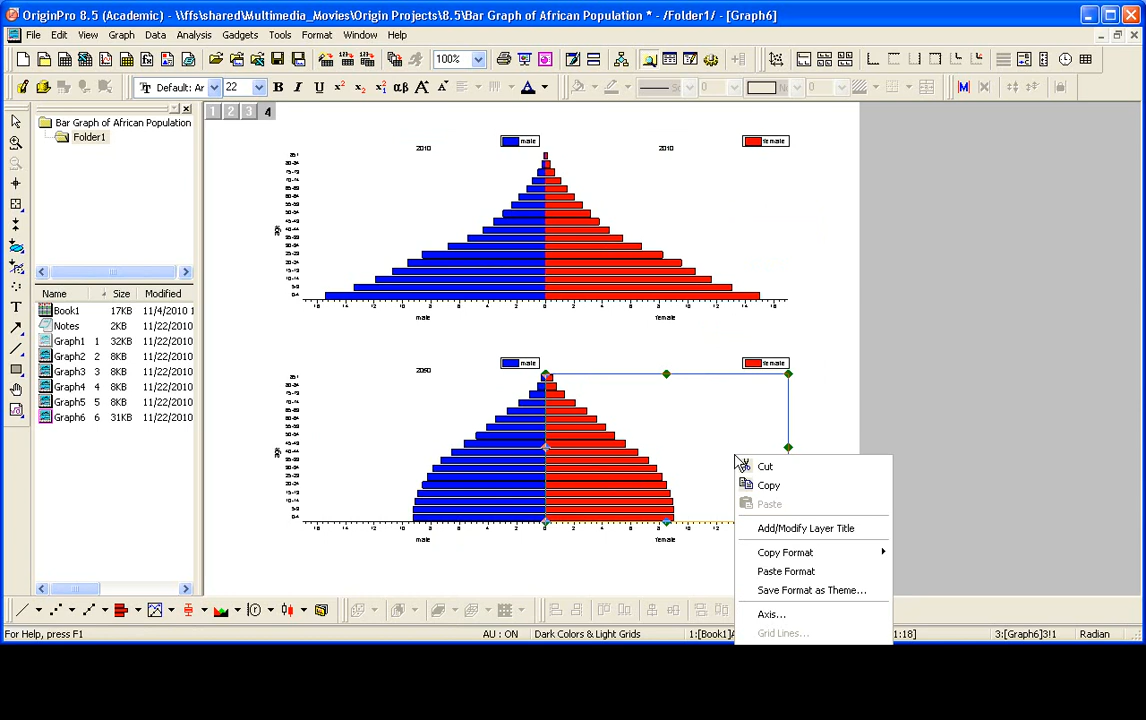 OriginPro 8.5 (Academic) - \\ffs\shared\Multimedia_Movies\Origin Projects\8.5\Bar Graph of African Population * - /Folder1/ - [Graph6]
File Edit View Graph Data Analysis Gadgets Tools Format Window Help
100%
Default: Ar 22 B I U αβ A A A 0 0
Bar Graph of African Population
Folder1
Name Size Modified
Book1 17KB 11/4/2010
Notes 2KB 11/22/2010
Graph1 1 32KB 11/22/2010
Graph2 2 8KB 11/22/2010
Graph3 3 8KB 11/22/2010
Graph4 4 8KB 11/22/2010
Graph5 5 8KB 11/22/2010
Graph6 6 31KB 11/22/2010
1 2 3 4
2010 male 2010 female
male female
2050 male female
male female
Cut
Copy
Paste
Add/Modify Layer Title
Copy Format
Paste Format
Save Format as Theme...
Axis...
Grid Lines...
For Help, press F1 AU : ON Dark Colors & Light Grids 1:[Book1]A 1:18] 3:[Graph6]3!1 Radian